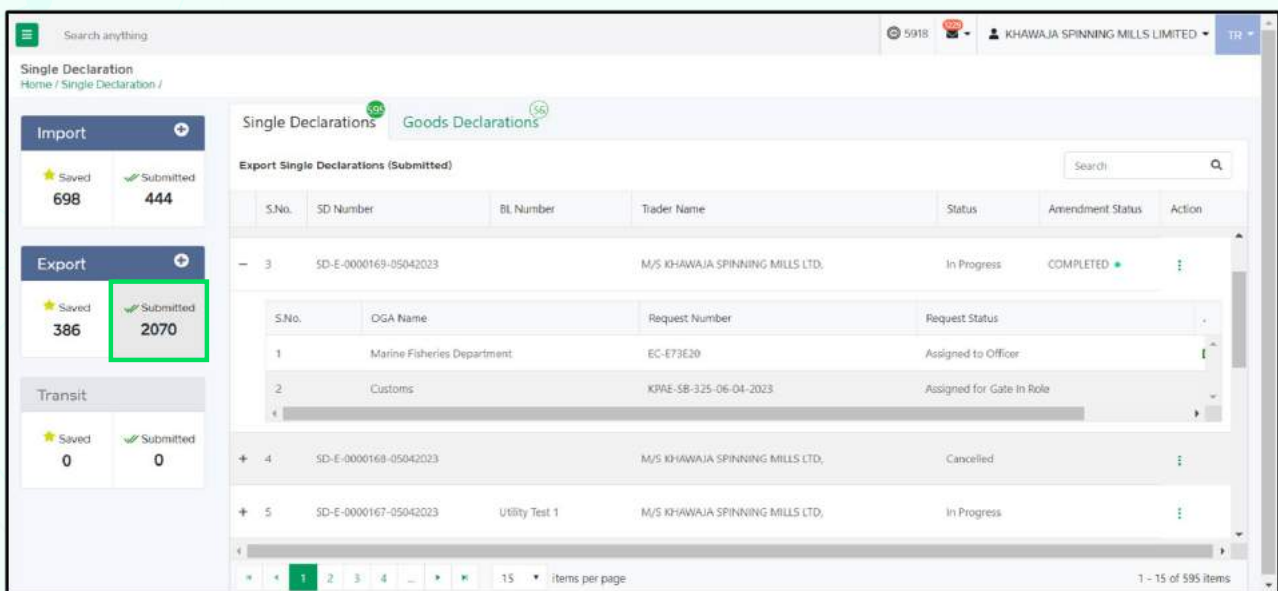 Search anything
5918
1225
KHAWAJA SPINNING MILLS LIMITED
TR
Single Declaration
Home / Single Declaration /
Import
Saved
Submitted
698
444
Export
Saved
Submitted
386
2070
Transit
Saved
Submitted
0
0
Single Declarations
595
Goods Declarations
56
Export Single Declarations (Submitted)
Search
S.No. SD Number BL Number Trader Name Status Amendment Status Action
− 3 SD-E-0000169-05042023 M/S KHAWAJA SPINNING MILLS LTD, In Progress COMPLETED
S.No. OGA Name Request Number Request Status
1 Marine Fisheries Department EC-E73E20 Assigned to Officer
2 Customs KPAE-SB-325-06-04-2023 Assigned for Gate In Role
+ 4 SD-E-0000168-05042023 M/S KHAWAJA SPINNING MILLS LTD, Cancelled
+ 5 SD-E-0000167-05042023 Utility Test 1 M/S KHAWAJA SPINNING MILLS LTD, In Progress
1 2 3 4 ... 15 items per page
1 - 15 of 595 items